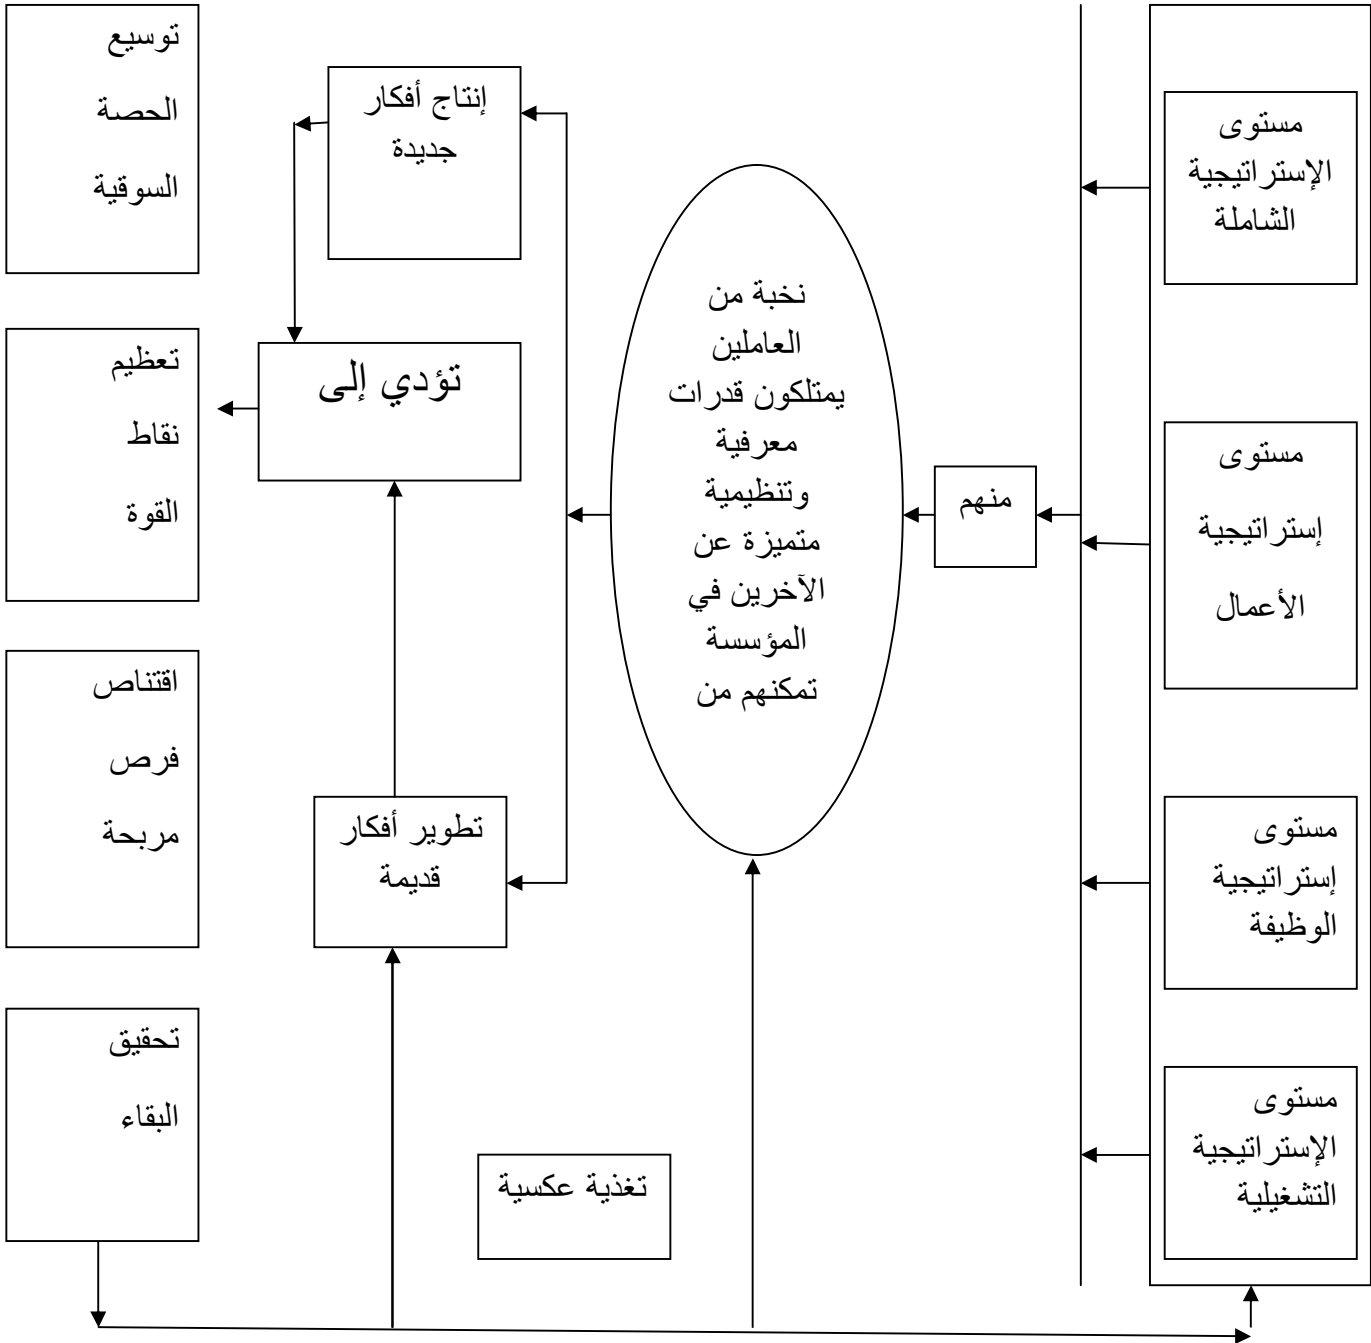 مستوى
الإستراتيجية
الشاملة
مستوى
إستراتيجية
الأعمال
مستوى
إستراتيجية
الوظيفة
مستوى
الإستراتيجية
التشغيلية
منهم
نخبة من
العاملين
يمتلكون قدرات
معرفية
وتنظيمية
متميزة عن
الآخرين في
المؤسسة
تمكنهم من
إنتاج أفكار
جديدة
تؤدي إلى
تطوير أفكار
قديمة
توسيع
الحصة
السوقية
تعظيم
نقاط
القوة
اقتناص
فرص
مربحة
تحقيق
البقاء
تغذية عكسية